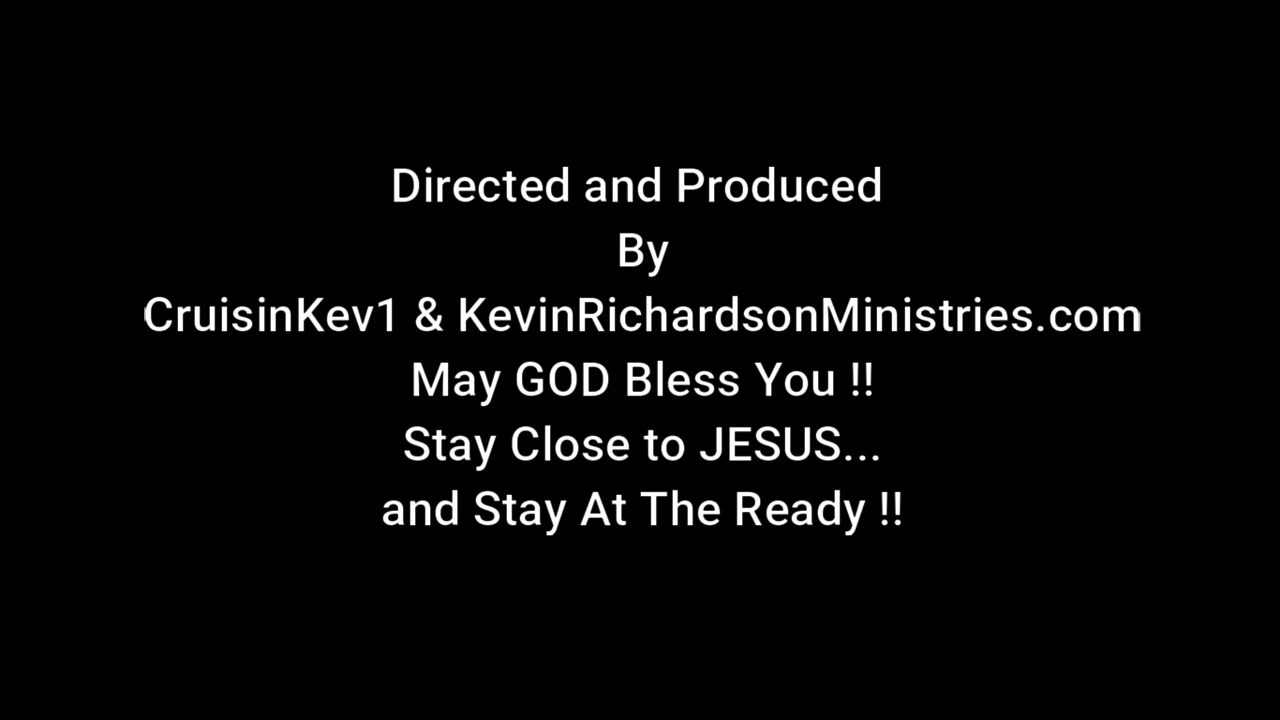 Directed and Produced
By
CruisinKev1 & KevinRichardsonMinistries.com
May GOD Bless You !!
Stay Close to JESUS...
and Stay At The Ready !!